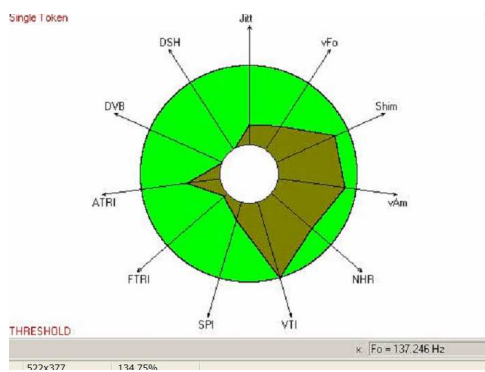 Single Token
Jitt
DSH
vFo
DVB
Shim
ATRI
vAm
FTRI
NHR
SPI
VTI
THRESHOLD
x: Fo = 137.246 Hz
522x377 134.75%